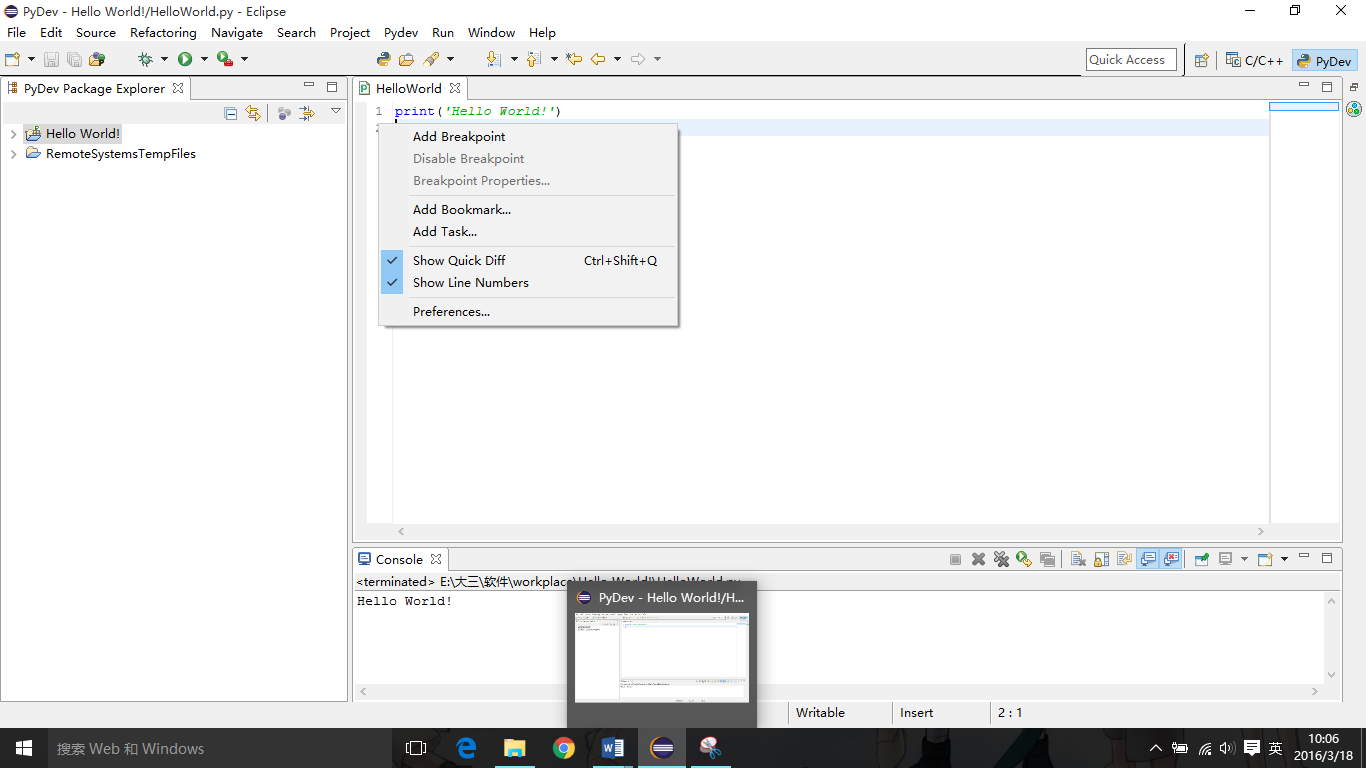 PyDev - Hello World!/HelloWorld.py - Eclipse
File Edit Source Refactoring Navigate Search Project Pydev Run Window Help
Quick Access
C/C++
PyDev
PyDev Package Explorer
Hello World!
RemoteSystemsTempFiles
HelloWorld
1 print('Hello World!')
Add Breakpoint
Disable Breakpoint
Breakpoint Properties...
Add Bookmark...
Add Task...
Show Quick Diff Ctrl+Shift+Q
Show Line Numbers
Preferences...
Console
<terminated> E:\大三\软件\workplace\Hello World!\HelloWorld.py
Hello World!
PyDev - Hello World!/H...
Writable
Insert
2 : 1
搜索 Web 和 Windows
英
10:06
2016/3/18